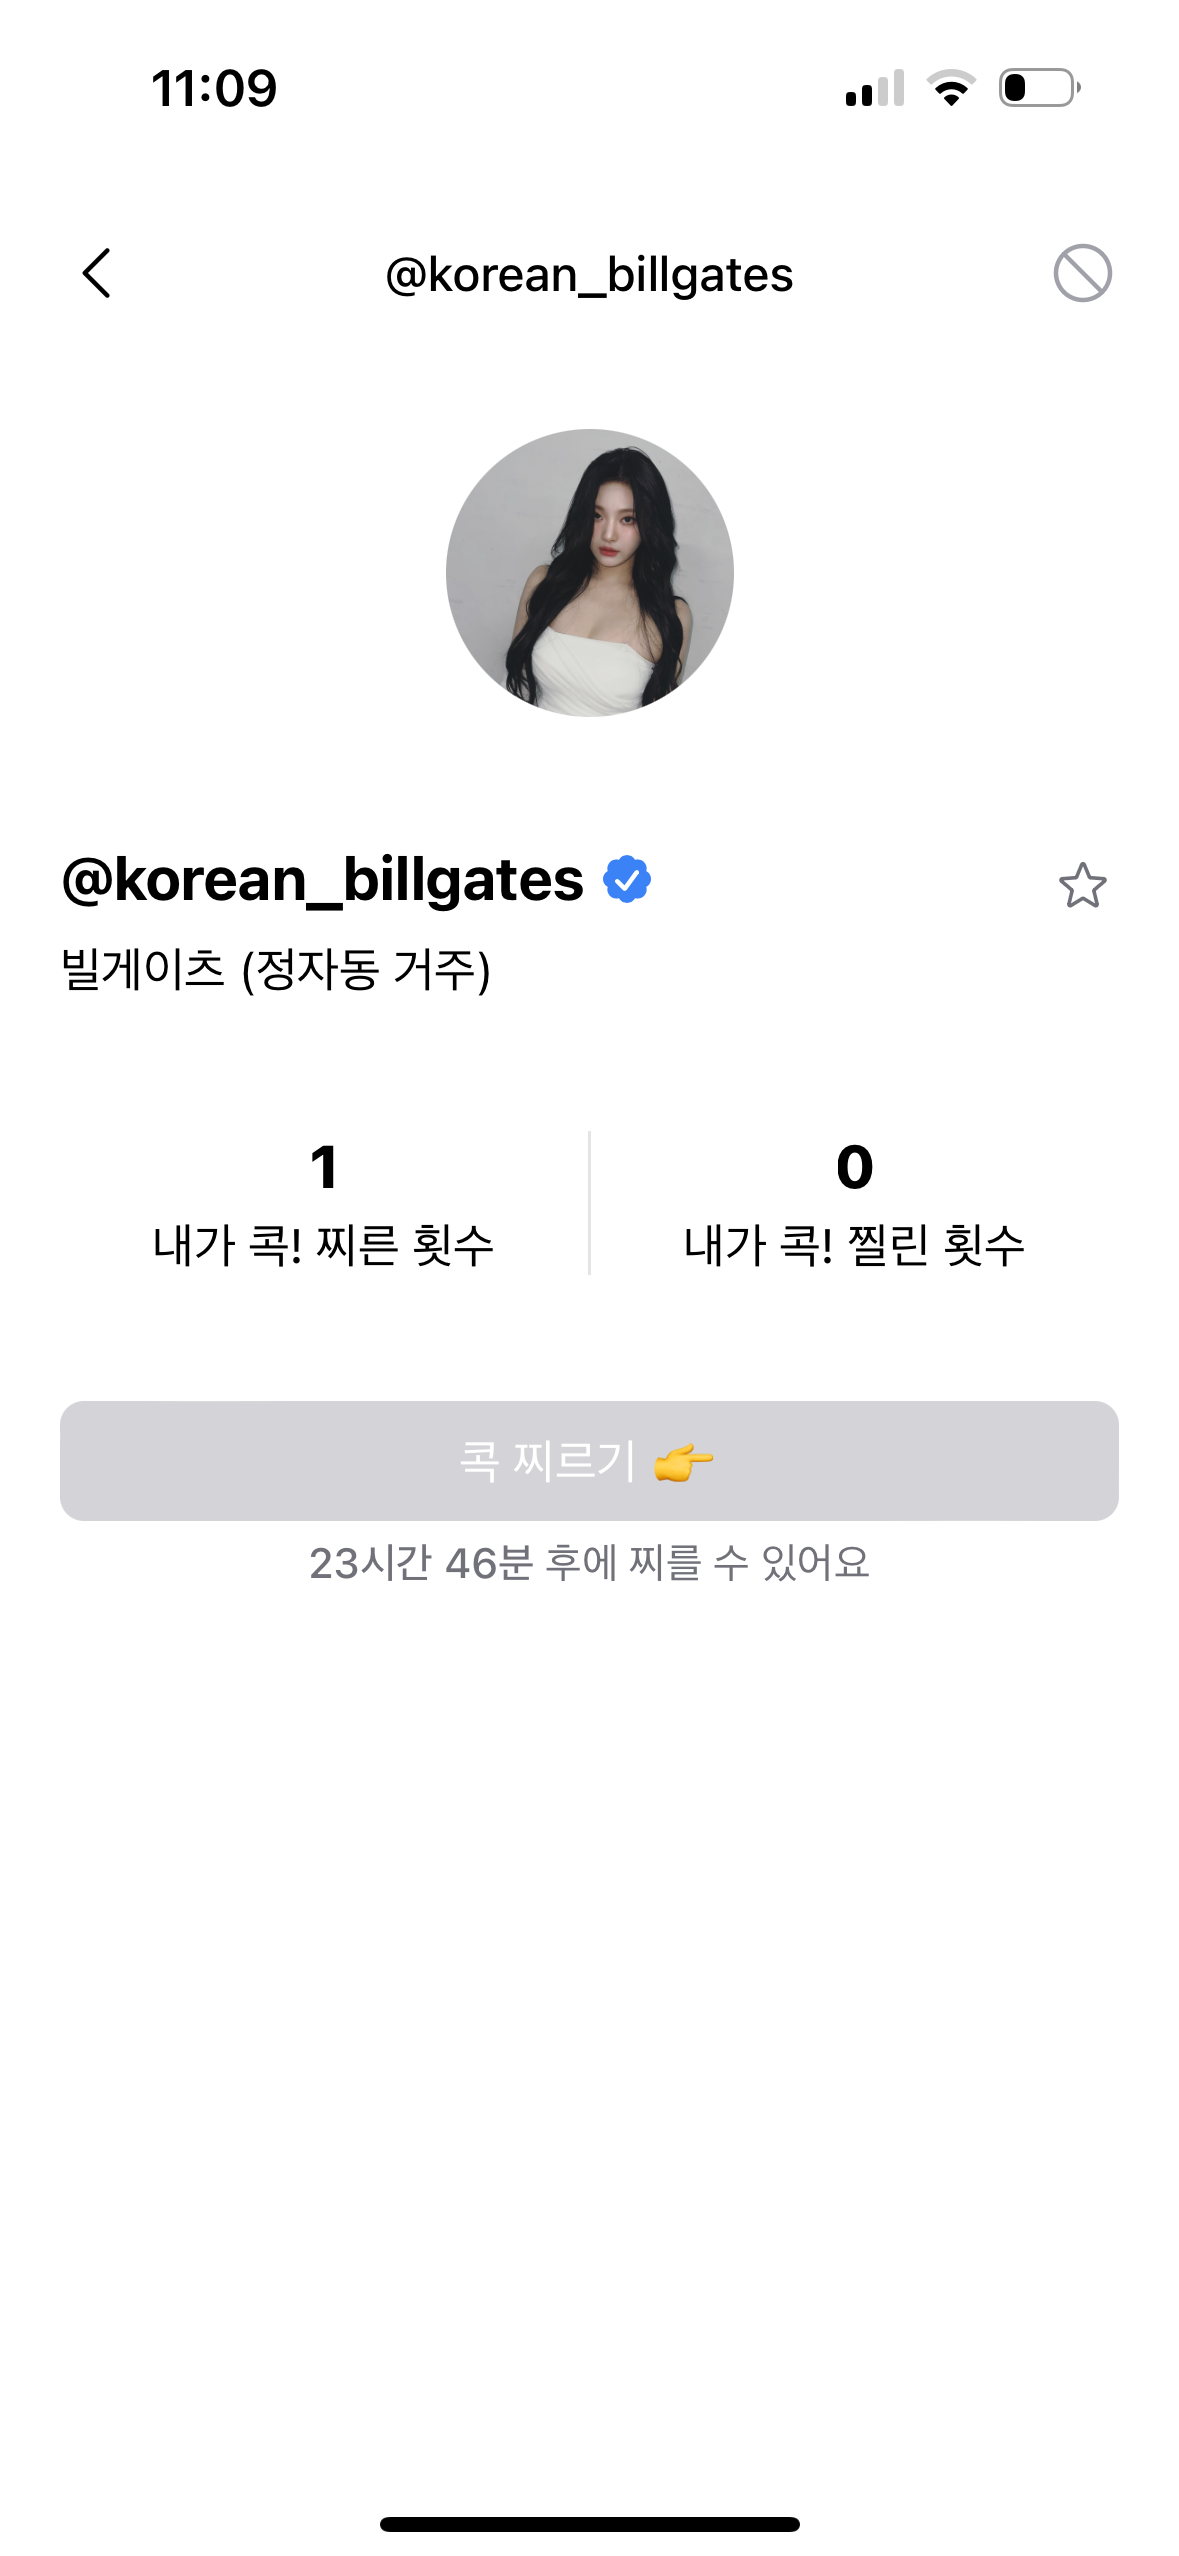 11:09
@korean_billgates
@korean_billgates
빌게이츠 (정자동 거주)
1
내가 콕! 찌른 횟수
0
내가 콕! 찔린 횟수
콕 찌르기 👉
23시간 46분 후에 찌를 수 있어요